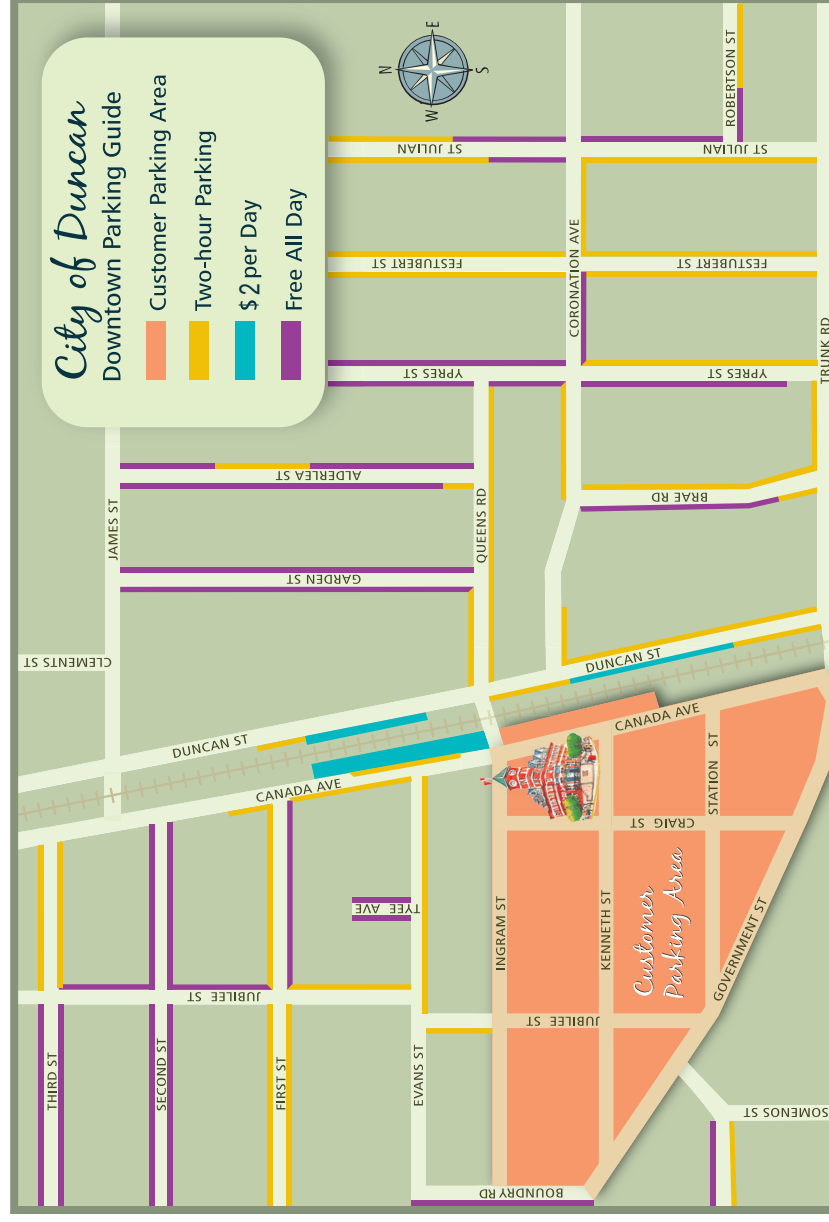 City of Duncan
Downtown Parking Guide
Customer Parking Area
Two-hour Parking
$2 per Day
Free All Day
N
E
S
W
ROBERTSON ST
ST JULIAN
ST JULIAN
CORONATION AVE
FESTUBERT ST
FESTUBERT ST
YPRES ST
YPRES ST
TRUNK RD
ALDERLEA ST
QUEENS RD
BRAE RD
JAMES ST
GARDEN ST
CLEMENTS ST
DUNCAN ST
DUNCAN ST
CANADA AVE
CANADA AVE
STATION ST
CRAIG ST
TYEE AVE
INGRAM ST
KENNETH ST
Customer
Parking Area
GOVERNMENT ST
JUBILEE ST
JUBILEE ST
THIRD ST
SECOND ST
FIRST ST
EVANS ST
BOUNDRY RD
SOMENOS ST